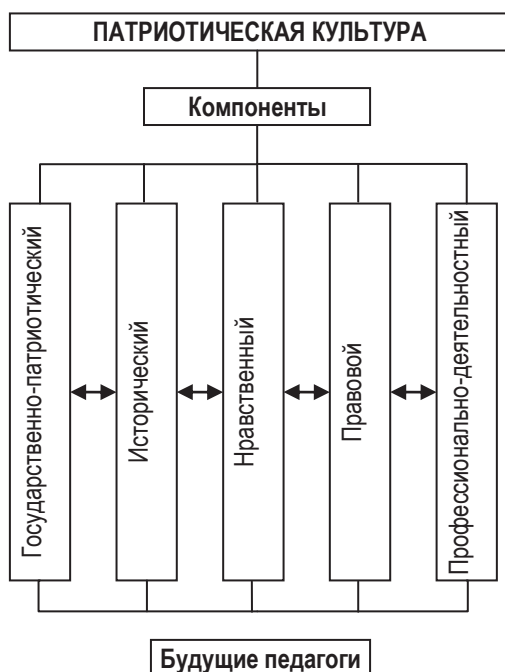 ПАТРИОТИЧЕСКАЯ КУЛЬТУРА
Компоненты
Государственно-патриотический
Исторический
Нравственный
Правовой
Профессионально-деятельностный
Будущие педагоги